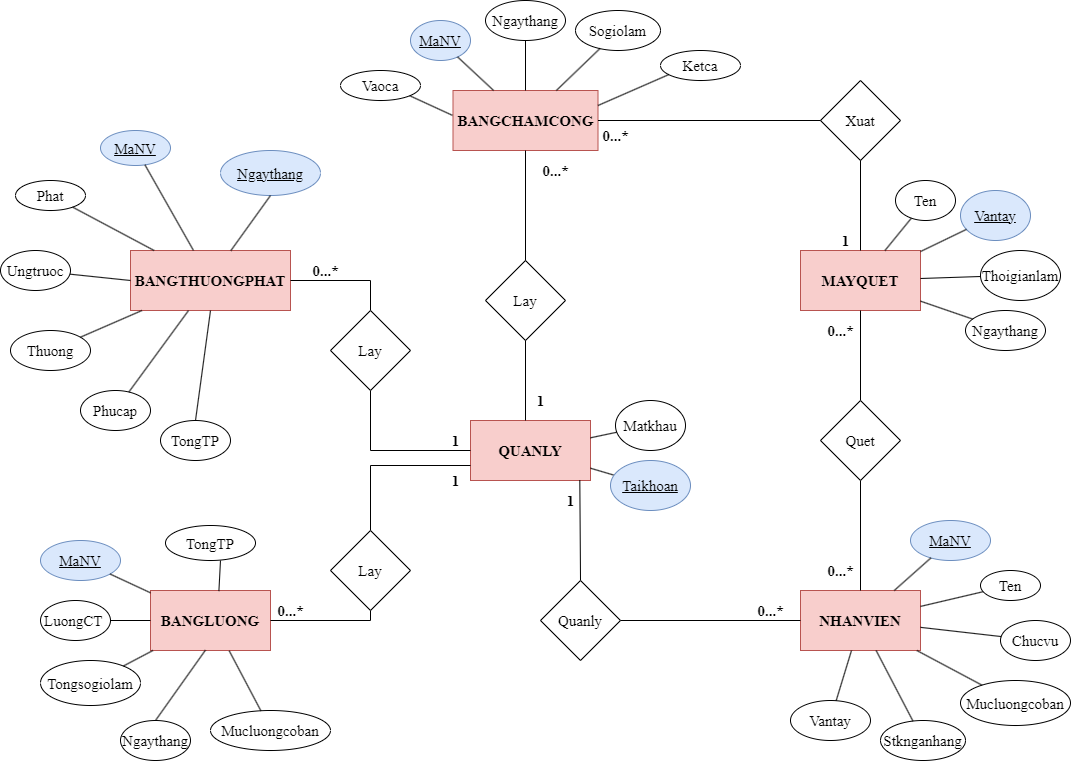 Ngaythang
MaNV
Sogiolam
Ketca
Vaoca
BANGCHAMCONG
0...*
Xuat
0...*
MaNV
Ngaythang
Phat
Ungtruoc
BANGTHUONGPHAT
0...*
Thuong
Phucap
TongTP
Lay
Lay
Ten
Vantay
1
MAYQUET
Thoigianlam
Ngaythang
0...*
1
Matkhau
1
QUANLY
1
Taikhoan
1
Quet
TongTP
MaNV
LuongCT
BANGLUONG
0...*
Lay
Tongsogiolam
Ngaythang
Mucluongcoban
Quanly
0...*
0...*
MaNV
Ten
NHANVIEN
Chucvu
Mucluongcoban
Vantay
Stknganhang